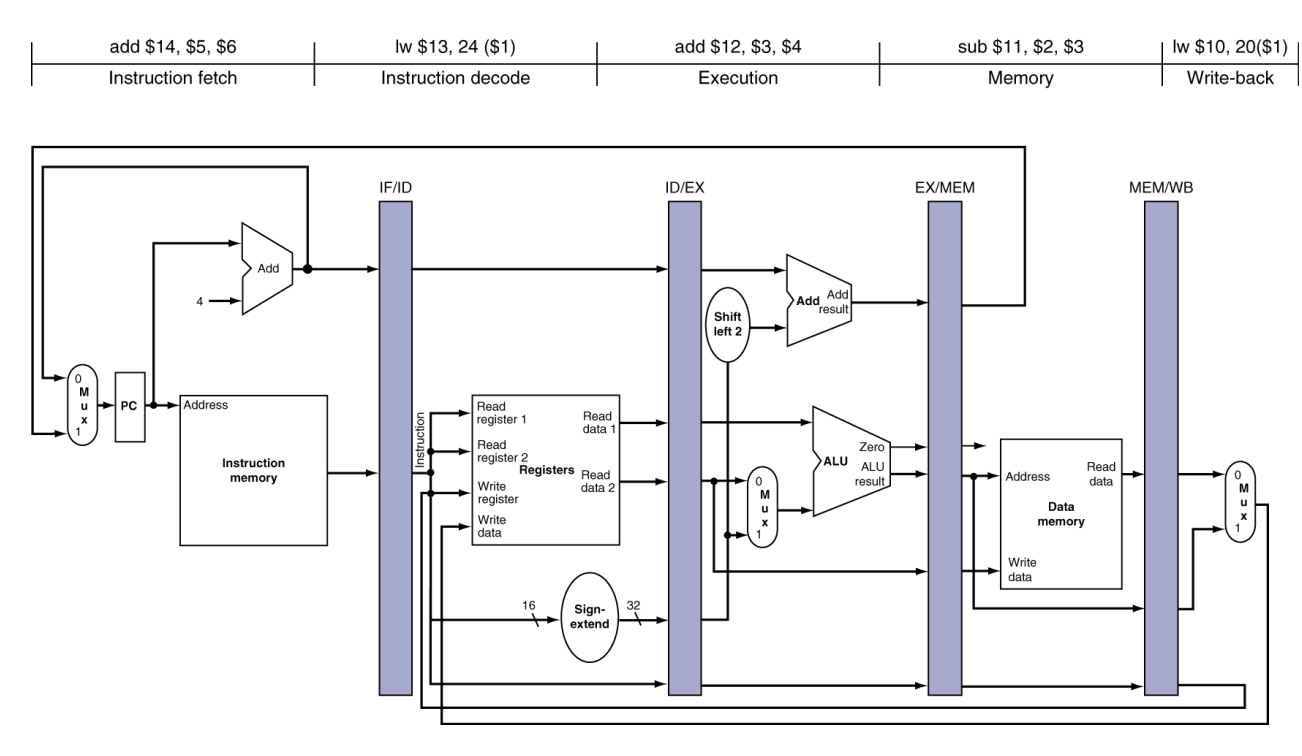 add $14, $5, $6
lw $13, 24 ($1)
add $12, $3, $4
sub $11, $2, $3
lw $10, 20($1)
Instruction fetch
Instruction decode
Execution
Memory
Write-back
IF/ID
ID/EX
EX/MEM
MEM/WB
Add
4
Shift
left 2
Add
Add
result
0
M
u
x
1
PC
Address
Instruction
memory
Instruction
Read
register 1
Read
register 2
Write
register
Write
data
Registers
Read
data 1
Read
data 2
16
Sign-
extend
32
0
M
u
x
1
ALU
Zero
ALU
result
Address
Read
data
Data
memory
Write
data
0
M
u
x
1